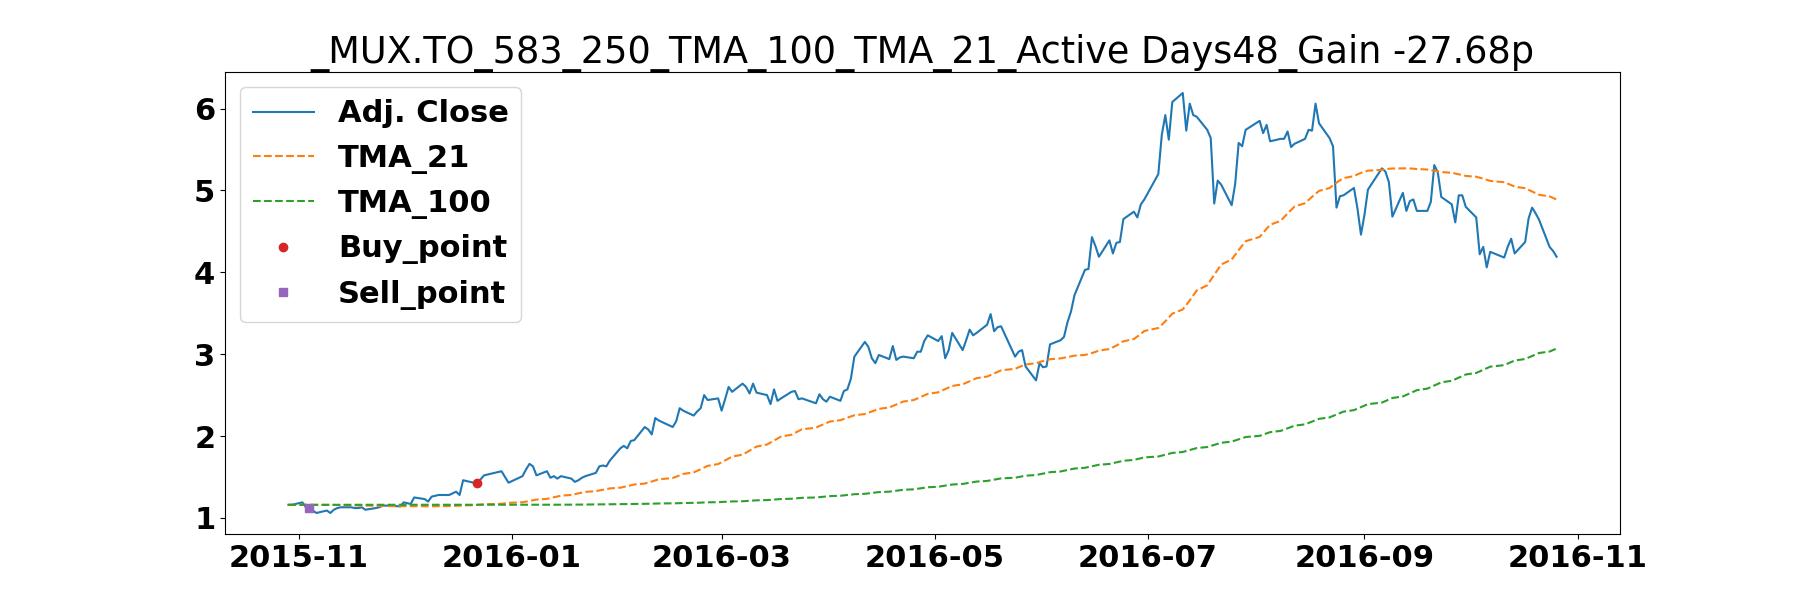 _MUX.TO_583_250_TMA_100_TMA_21_Active Days48_Gain -27.68p
Adj. Close
TMA_21
TMA_100
Buy_point
Sell_point
6
5
4
3
2
1
2015-11 2016-01 2016-03 2016-05 2016-07 2016-09 2016-11